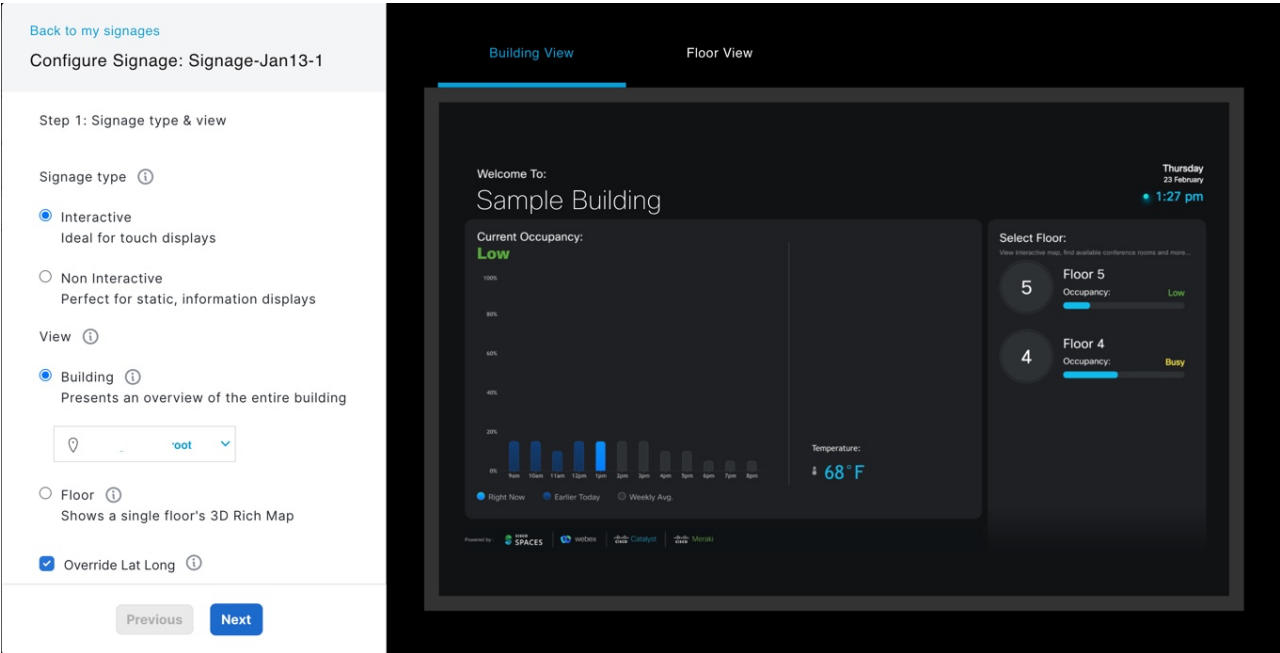 Back to my signages
Configure Signage: Signage-Jan13-1
Step 1: Signage type & view
Signage type
Interactive
Ideal for touch displays
Non Interactive
Perfect for static, information displays
View
Building
Presents an overview of the entire building
root
Floor
Shows a single floor's 3D Rich Map
Override Lat Long
Previous
Next
Building View
Floor View
Welcome To:
Sample Building
Thursday
23 February
1:27 pm
Current Occupancy:
Low
100%
80%
60%
40%
20%
0%
9am 10am 11am 12pm 1pm 2pm 3pm 4pm 5pm 6pm 7pm 8pm
Right Now Earlier Today Weekly Avg.
Temperature:
68°F
Select Floor:
View interactive map, find available conference rooms and more...
5
Floor 5
Occupancy: Low
4
Floor 4
Occupancy: Busy
Powered by :
CISCO SPACES
webex
CISCO Catalyst
CISCO Meraki